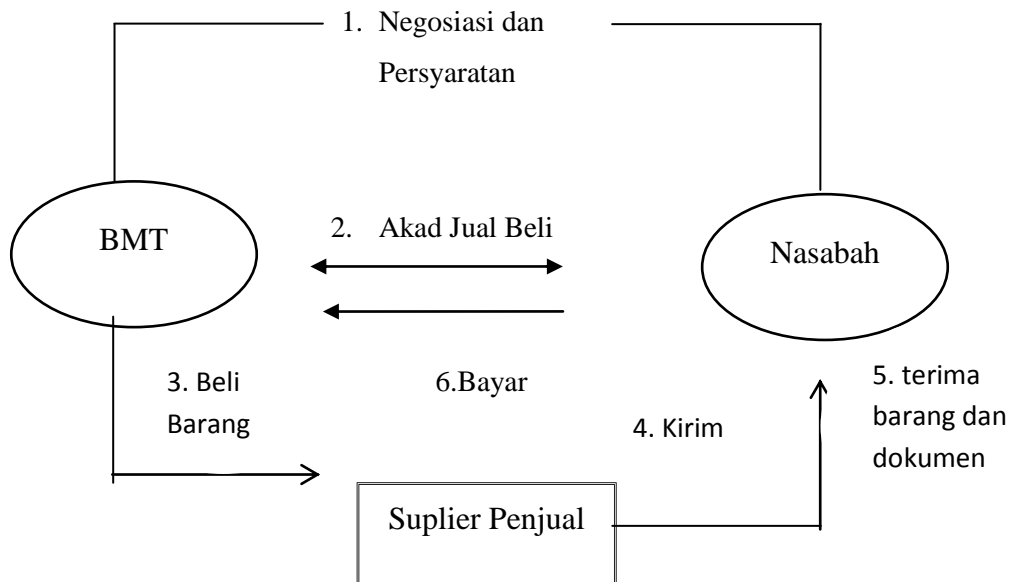 1. Negosiasi dan
Persyaratan
BMT
2. Akad Jual Beli
Nasabah
3. Beli
Barang
6.Bayar
4. Kirim
5. terima
barang dan
dokumen
Suplier Penjual